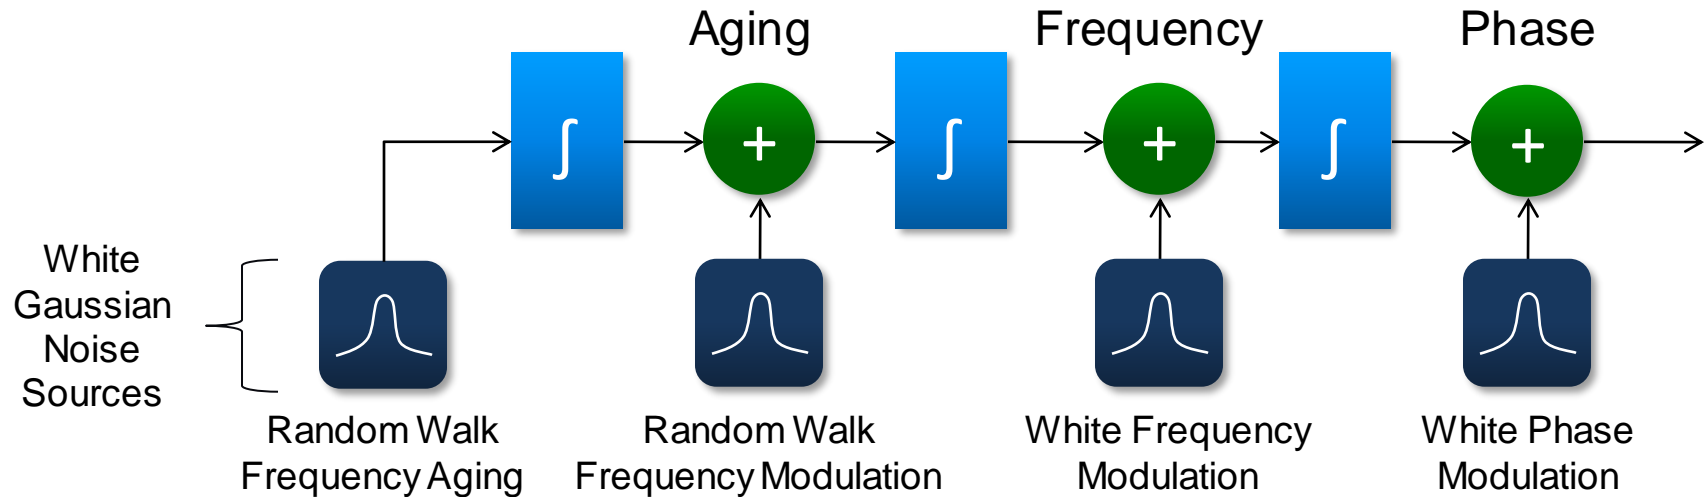 Aging
Frequency
Phase
∫
+
∫
+
∫
+
White
Gaussian
Noise
Sources
Random Walk
Frequency Aging
Random Walk
Frequency Modulation
White Frequency
Modulation
White Phase
Modulation